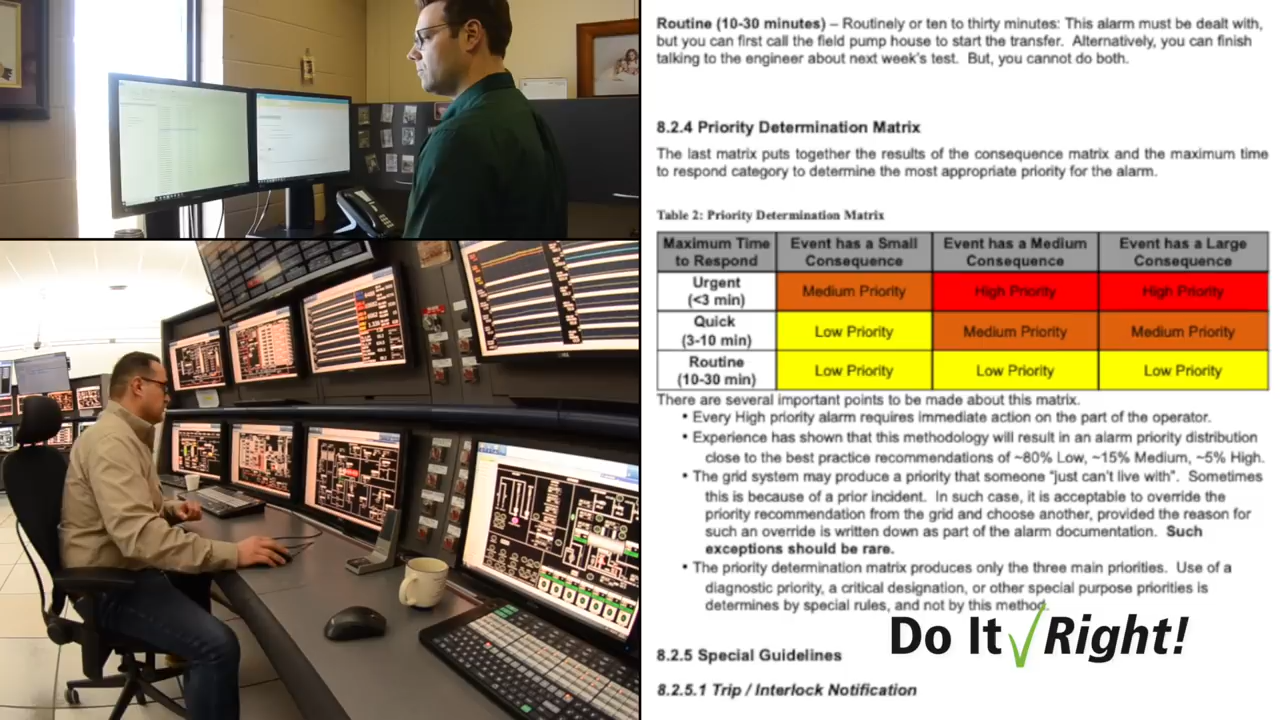 Routine (10-30 minutes) – Routinely or ten to thirty minutes: This alarm must be dealt with,
but you can first call the field pump house to start the transfer. Alternatively, you can finish
talking to the engineer about next week's test. But, you cannot do both.
8.2.4 Priority Determination Matrix
The last matrix puts together the results of the consequence matrix and the maximum time
to respond category to determine the most appropriate priority for the alarm.
Table 2: Priority Determination Matrix
Maximum Time to Respond
Event has a Small Consequence
Event has a Medium Consequence
Event has a Large Consequence
Urgent (<3 min)
Medium Priority
High Priority
High Priority
Quick (3-10 min)
Low Priority
Medium Priority
Medium Priority
Routine (10-30 min)
Low Priority
Low Priority
Low Priority
There are several important points to be made about this matrix.
• Every High priority alarm requires immediate action on the part of the operator.
• Experience has shown that this methodology will result in an alarm priority distribution
close to the best practice recommendations of ~80% Low, ~15% Medium, ~5% High.
• The grid system may produce a priority that someone "just can't live with". Sometimes
this is because of a prior incident. In such case, it is acceptable to override the
priority recommendation from the grid and choose another, provided the reason for
such an override is written down as part of the alarm documentation. Such
exceptions should be rare.
• The priority determination matrix produces only the three main priorities. Use of a
diagnostic priority, a critical designation, or other special purpose priorities is
determines by special rules, and not by this method.
Do It Right!
8.2.5 Special Guidelines
8.2.5.1 Trip / Interlock Notification